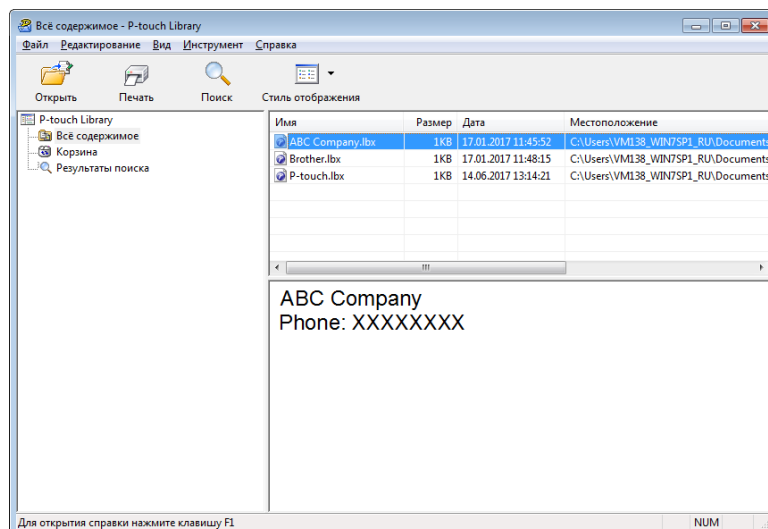 Всё содержимое - P-touch Library
Файл Редактирование Вид Инструмент Справка
Открыть Печать Поиск Стиль отображения
P-touch Library
Всё содержимое
Корзина
Результаты поиска
Имя Размер Дата Местоположение
ABC Company.lbx 1KB 17.01.2017 11:45:52 C:\Users\VM138_WIN7SP1_RU\Documents
Brother.lbx 1KB 17.01.2017 11:48:15 C:\Users\VM138_WIN7SP1_RU\Documents
P-touch.lbx 1KB 14.06.2017 13:14:21 C:\Users\VM138_WIN7SP1_RU\Documents
ABC Company
Phone: XXXXXXXX
Для открытия справки нажмите клавишу F1 NUM